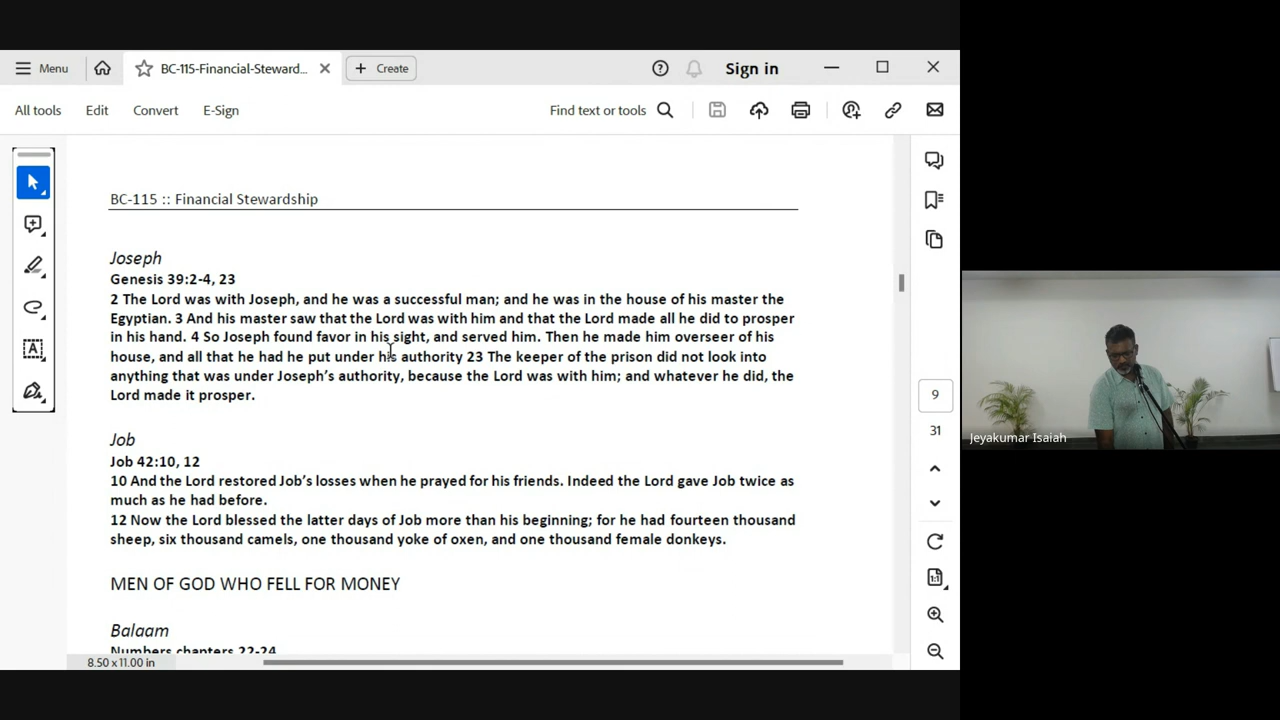 Menu
BC-115-Financial-Steward...
Create
Sign in
All tools
Edit
Convert
E-Sign
Find text or tools
BC-115 :: Financial Stewardship
Joseph
Genesis 39:2-4, 23
2 The Lord was with Joseph, and he was a successful man; and he was in the house of his master the
Egyptian. 3 And his master saw that the Lord was with him and that the Lord made all he did to prosper
in his hand. 4 So Joseph found favor in his sight, and served him. Then he made him overseer of his
house, and all that he had he put under his authority 23 The keeper of the prison did not look into
anything that was under Joseph's authority, because the Lord was with him; and whatever he did, the
Lord made it prosper.
Job
Job 42:10, 12
10 And the Lord restored Job's losses when he prayed for his friends. Indeed the Lord gave Job twice as
much as he had before.
12 Now the Lord blessed the latter days of Job more than his beginning; for he had fourteen thousand
sheep, six thousand camels, one thousand yoke of oxen, and one thousand female donkeys.
MEN OF GOD WHO FELL FOR MONEY
Balaam
Numbers chapters 22-24
8.50 x 11.00 in
9
31
1:1
Jeyakumar Isaiah